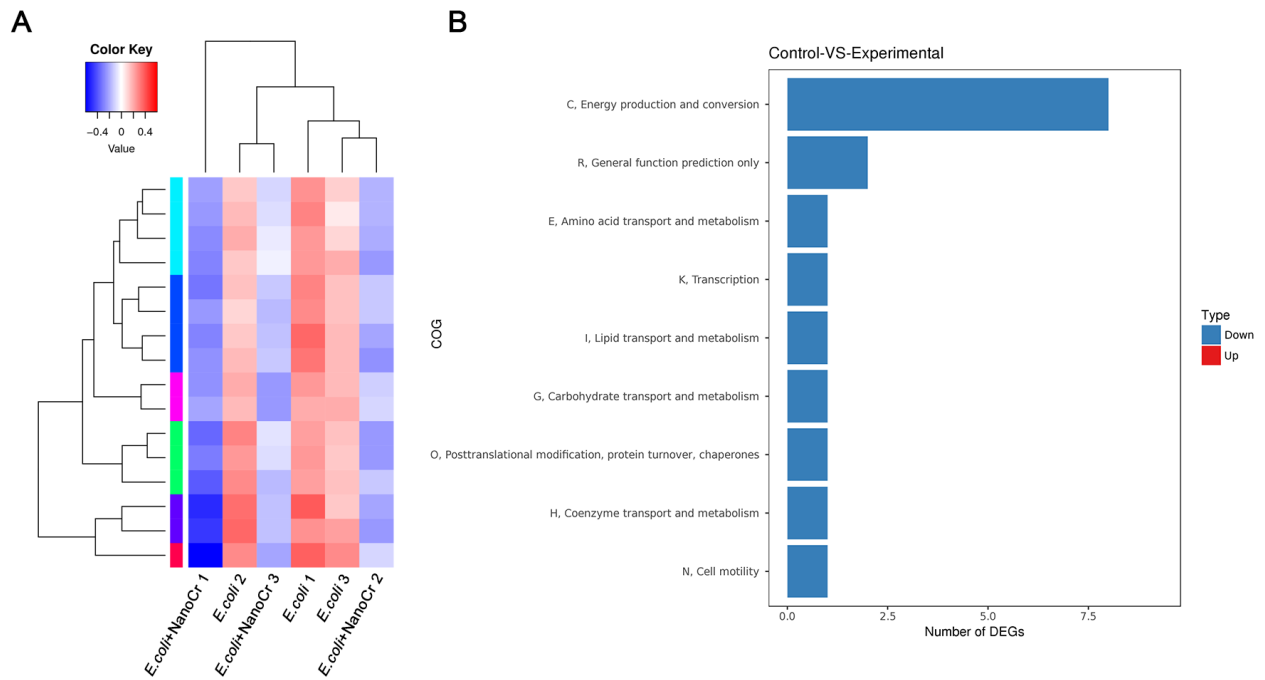 A
Color Key
−0.4 0 0.4
Value
E.coli+NanoCr 1
E.coli 2
E.coli+NanoCr 3
E.coli 1
E.coli 3
E.coli+NanoCr 2
B
Control-VS-Experimental
COG
C, Energy production and conversion
R, General function prediction only
E, Amino acid transport and metabolism
K, Transcription
I, Lipid transport and metabolism
G, Carbohydrate transport and metabolism
O, Posttranslational modification, protein turnover, chaperones
H, Coenzyme transport and metabolism
N, Cell motility
0.0 2.5 5.0 7.5
Number of DEGs
Type
Down
Up